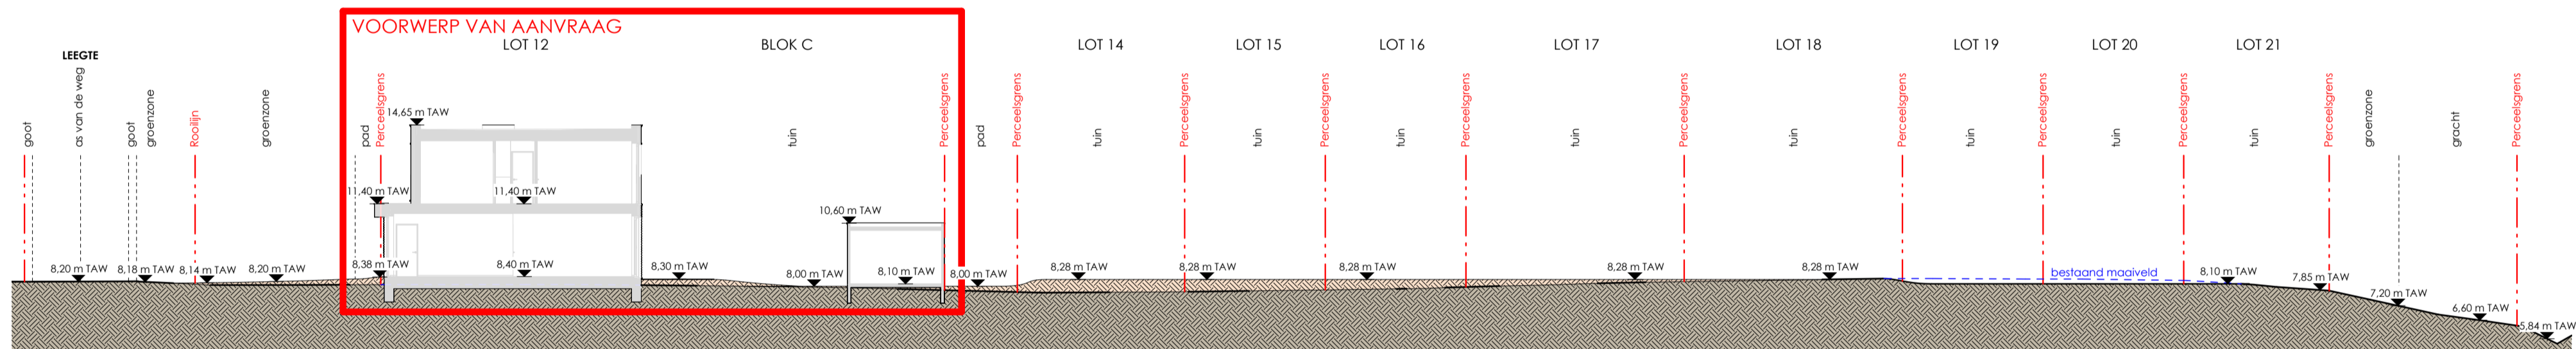 VOORWERP VAN AANVRAAG
LOT 12
BLOK C
LOT 14
LOT 15
LOT 16
LOT 17
LOT 18
LOT 19
LOT 20
LOT 21
LEEGTE
goot
as van de weg
goot
groenzone
Rooilijn
groenzone
pad
Perceelsgrens
tuin
Perceelsgrens
pad
Perceelsgrens
tuin
Perceelsgrens
tuin
Perceelsgrens
tuin
Perceelsgrens
tuin
Perceelsgrens
tuin
Perceelsgrens
tuin
Perceelsgrens
tuin
Perceelsgrens
tuin
Perceelsgrens
groenzone
gracht
Perceelsgrens
14,65 m TAW
11,40 m TAW
11,40 m TAW
10,60 m TAW
8,20 m TAW
8,18 m TAW
8,14 m TAW
8,20 m TAW
8,38 m TAW
8,40 m TAW
8,30 m TAW
8,00 m TAW
8,10 m TAW
8,00 m TAW
8,28 m TAW
8,28 m TAW
8,28 m TAW
8,28 m TAW
8,28 m TAW
bestaand maaiveld
8,10 m TAW
7,85 m TAW
7,20 m TAW
6,60 m TAW
5,84 m TAW